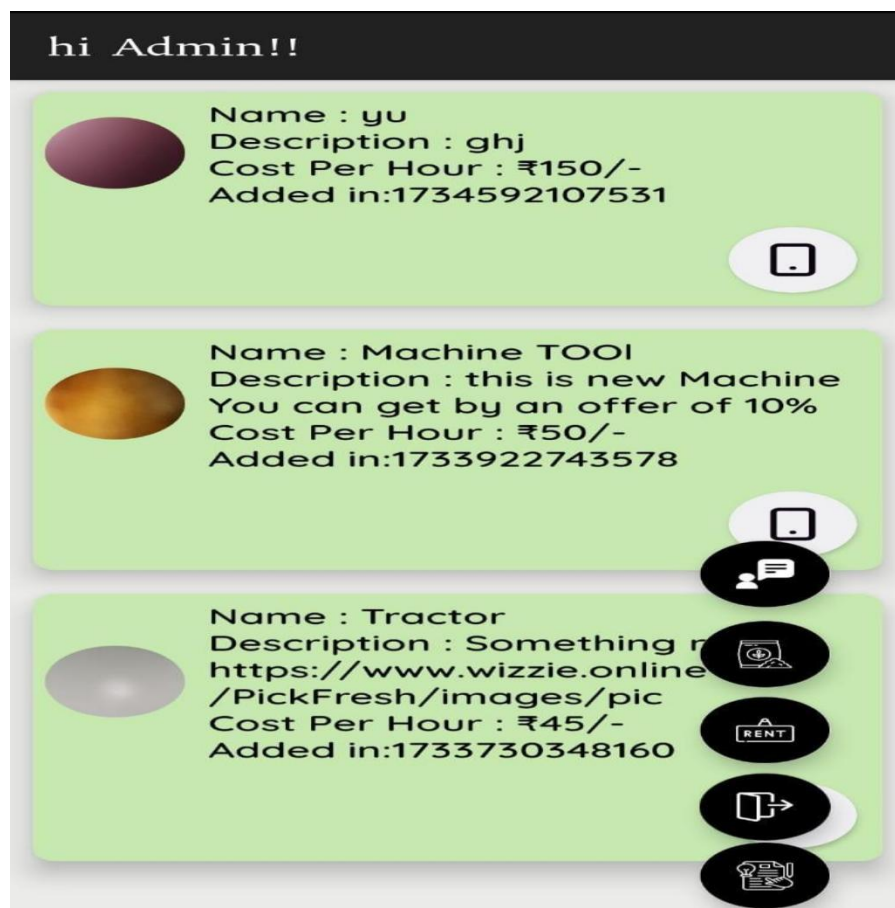 hi Admin!!
Name : yu
Description : ghj
Cost Per Hour : ₹150/-
Added in:1734592107531
Name : Machine TOOl
Description : this is new Machine
You can get by an offer of 10%
Cost Per Hour : ₹50/-
Added in:1733922743578
Name : Tractor
Description : Something
https://www.wizzie.online
/PickFresh/images/pic
Cost Per Hour : ₹45/-
Added in:1733730348160
RENT